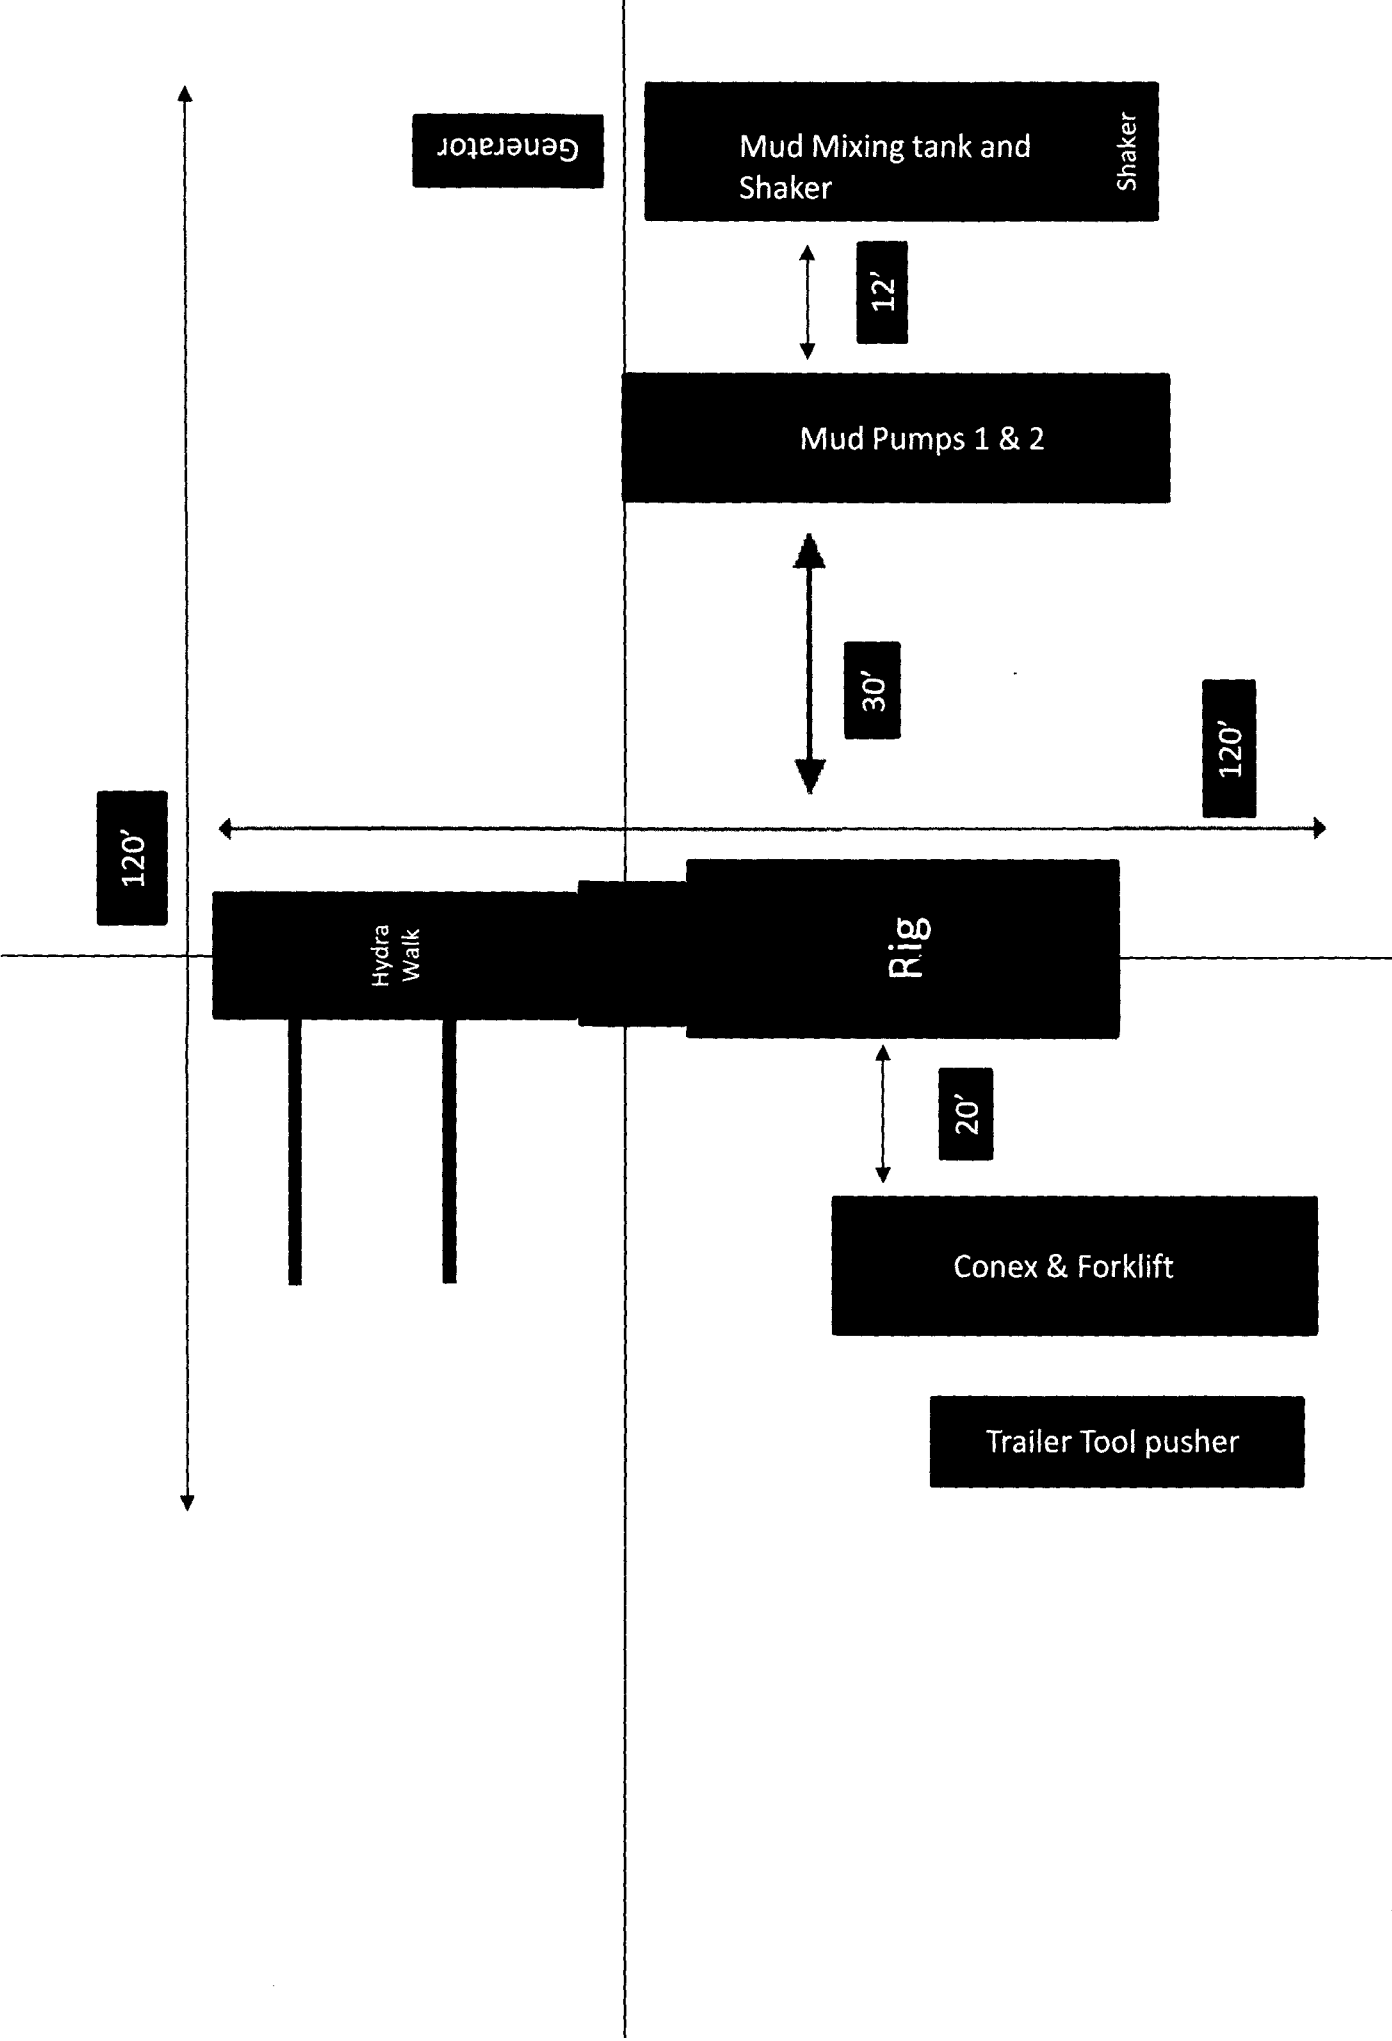 Generator
Mud Mixing tank and
Shaker
Shaker
12'
Mud Pumps 1 & 2
30'
120'
120'
Hydra
Walk
Rig
20'
Conex & Forklift
Trailer Tool pusher